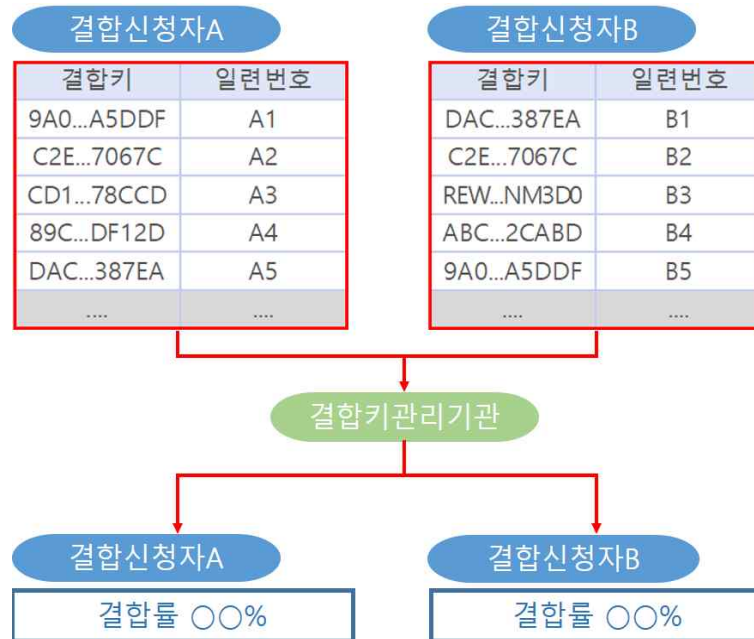 결합신청자A 결합신청자B
결합키 일련번호 결합키 일련번호
9A0...A5DDF A1 DAC...387EA B1
C2E...7067C A2 C2E...7067C B2
CD1...78CCD A3 REW...NM3D0 B3
89C...DF12D A4 ABC...2CABD B4
DAC...387EA A5 9A0...A5DDF B5
.... .... .... ....
결합키관리기관
결합신청자A 결합신청자B
결합률 ○○% 결합률 ○○%